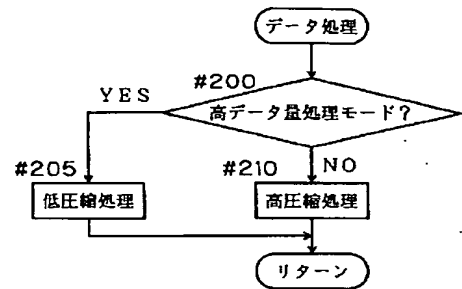 データ処理
#200
YES
高データ量処理モード?
#205
#210
NO
低圧縮処理
高圧縮処理
リターン